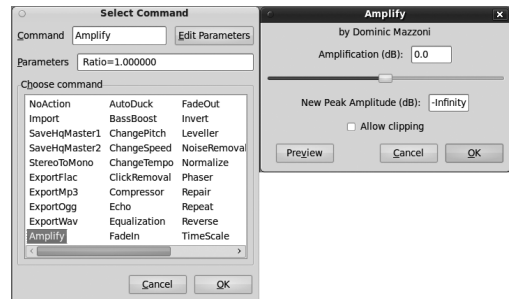 Select Command
Command Amplify Edit Parameters
Parameters Ratio=1.000000
Choose command
NoAction AutoDuck FadeOut
Import BassBoost Invert
SaveHqMaster1 ChangePitch Leveller
SaveHqMaster2 ChangeSpeed NoiseRemoval
StereoToMono ChangeTempo Normalize
ExportFlac ClickRemoval Phaser
ExportMp3 Compressor Repair
ExportOgg Echo Repeat
ExportWav Equalization Reverse
Amplify FadeIn TimeScale
Cancel OK
Amplify
by Dominic Mazzoni
Amplification (dB): 0.0
New Peak Amplitude (dB): -Infinity
Allow clipping
Preview Cancel OK